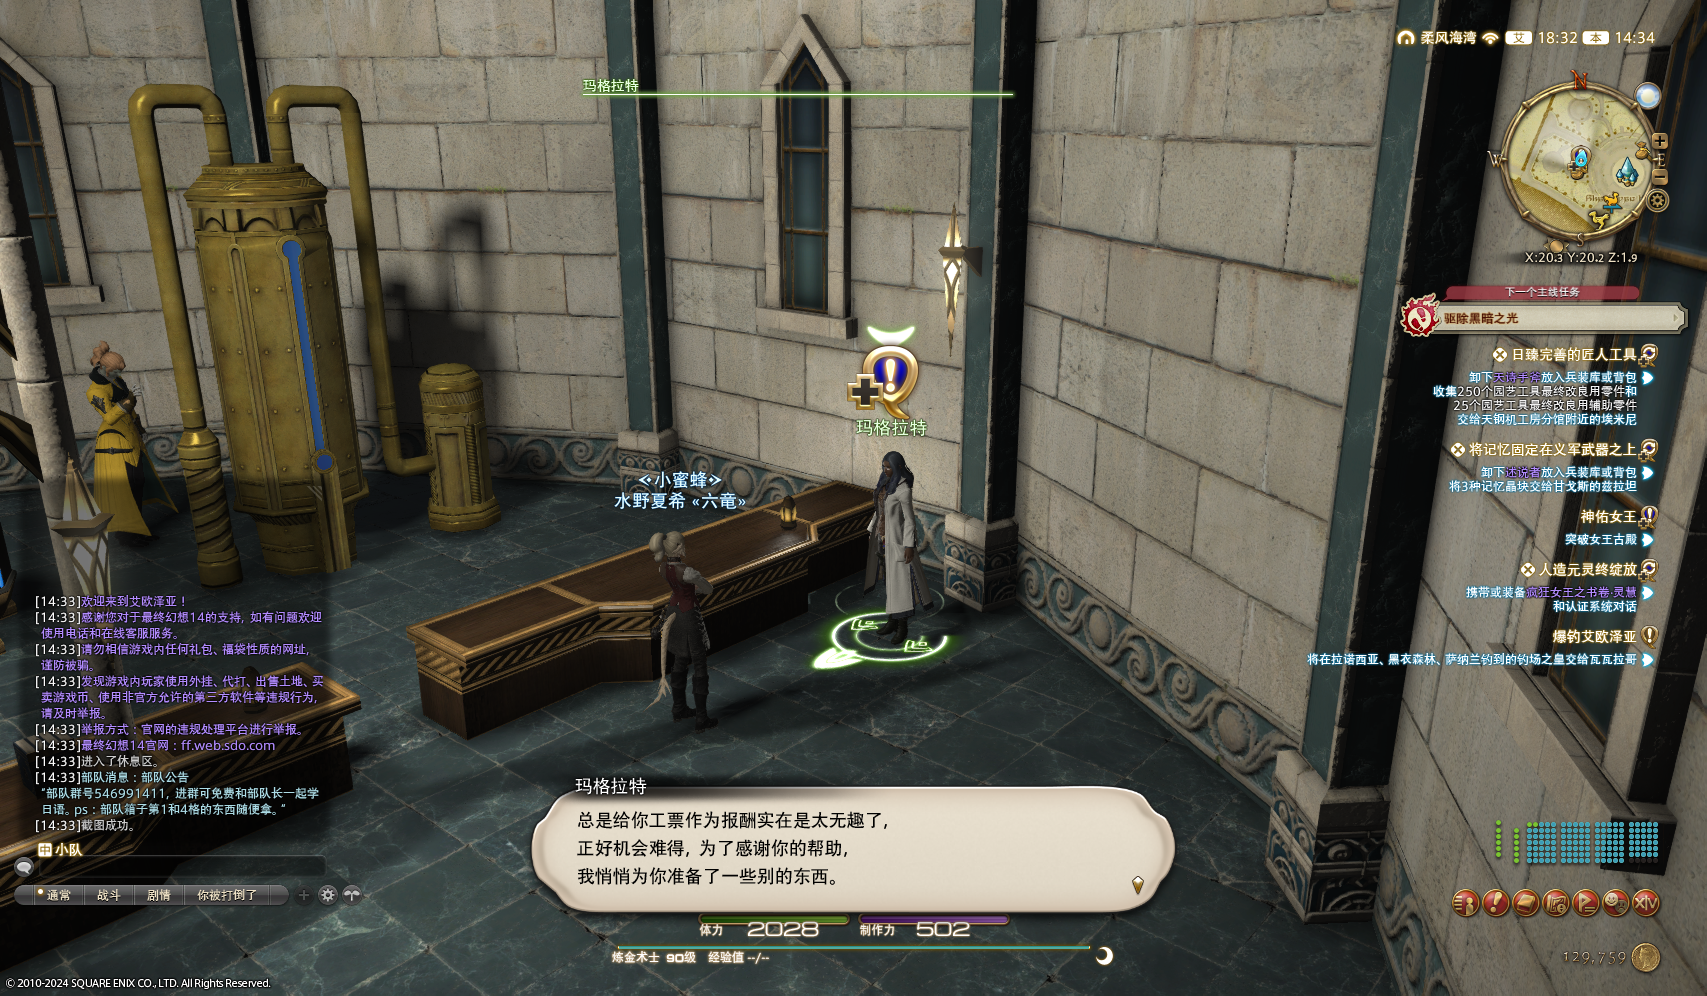 玛格拉特
柔风海湾 艾 18:32 本 14:34
N
W
E
S
X:20.3 Y:20.2 Z:1.9
下一个主线任务
驱除黑暗之光
日臻完善的匠人工具
卸下天诗手斧放入兵装库或背包
收集250个园艺工具最终改良用零件和
25个园艺工具最终改良用辅助零件
交给天钢机工房分馆附近的埃米尼
将记忆固定在义军武器之上
卸下述说者放入兵装库或背包
将3种记忆晶块交给甘戈斯的兹拉坦
神佑女王
突破女王古殿
人造元灵终绽放
携带或装备疯狂女王之书卷·灵慧
和认证系统对话
爆钓艾欧泽亚
将在拉诺西亚、黑衣森林、萨纳兰钓到的钓场之皇交给瓦瓦拉哥
玛格拉特
小蜜蜂
水野夏希 «六竜»
[14:33]欢迎来到艾欧泽亚！
[14:33]感谢您对于最终幻想14的支持，如有问题欢迎
使用电话和在线客服服务。
[14:33]请勿相信游戏内任何礼包、福袋性质的网址，
谨防被骗。
[14:33]发现游戏内玩家使用外挂、代打、出售土地、买
卖游戏币、使用非官方允许的第三方软件等违规行为，
请及时举报。
[14:33]举报方式：官网的违规处理平台进行举报。
[14:33]最终幻想14官网：ff.web.sdo.com
[14:33]进入了休息区。
[14:33]部队消息：部队公告
“部队群号546991411，进群可免费和部队长一起学
日语。ps：部队箱子第1和4格的东西随便拿。”
[14:33]截图成功。
小队
通常 战斗 剧情 你被打倒了
玛格拉特
总是给你工票作为报酬实在是太无趣了，
正好机会难得，为了感谢你的帮助，
我悄悄为你准备了一些别的东西。
体力 2028 制作力 502
炼金术士 90级 经验值 --/--
XIV
129,759
© 2010-2024 SQUARE ENIX CO., LTD. All Rights Reserved.